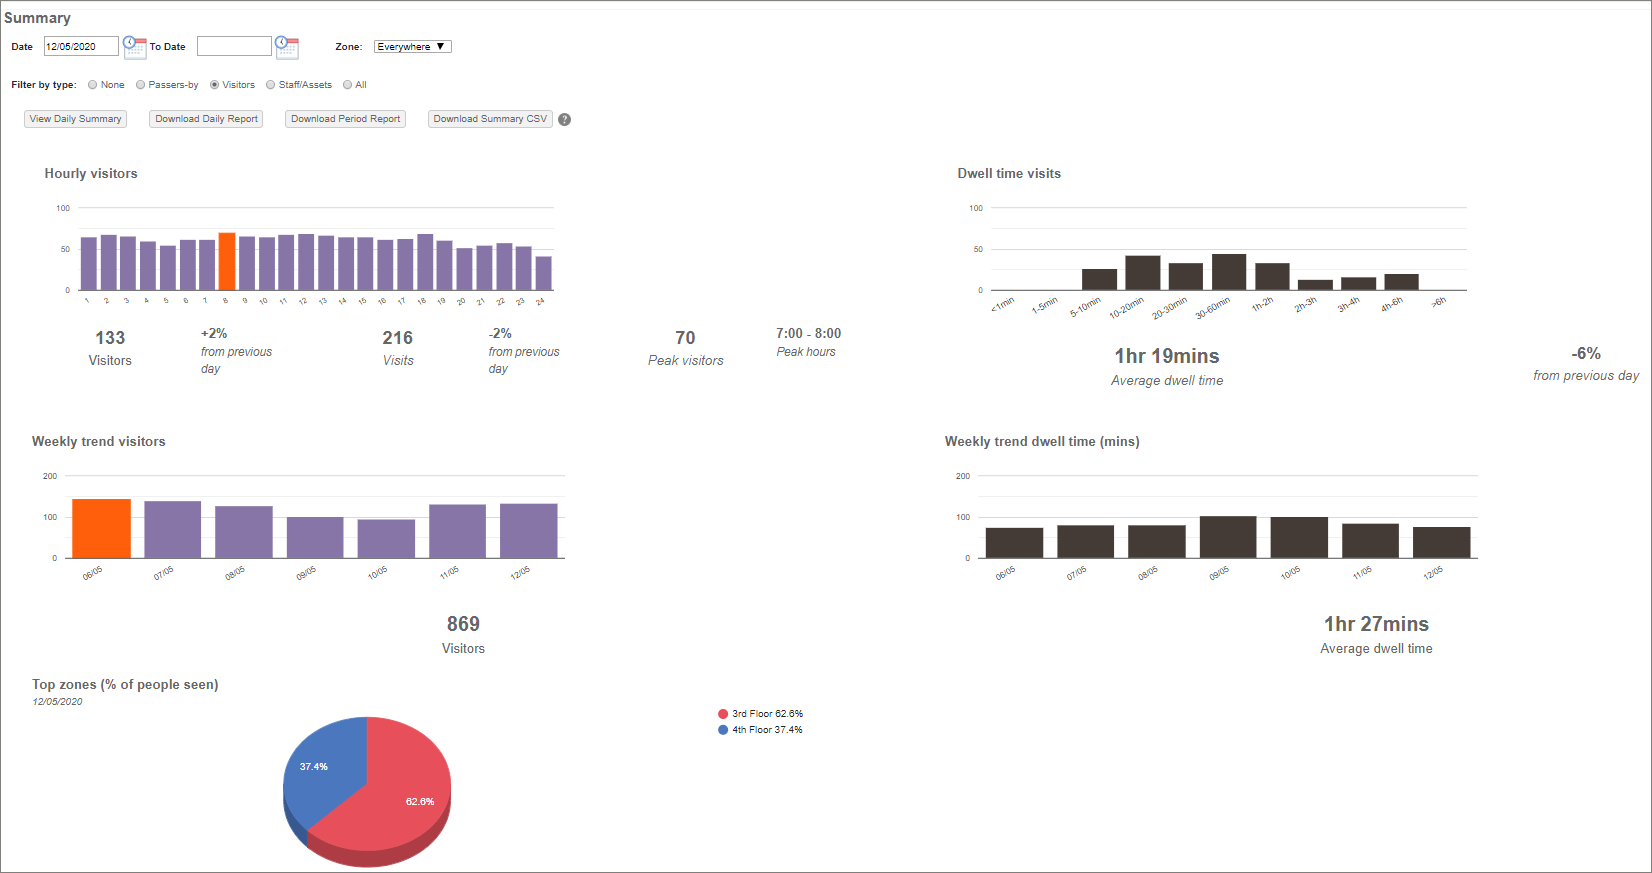 Summary
Date 12/05/2020 To Date Zone: Everywhere ▼
Filter by type: None Passers-by Visitors Staff/Assets All
View Daily Summary Download Daily Report Download Period Report Download Summary CSV ?
Hourly visitors
100
50
0
1 2 3 4 5 6 7 8 9 10 11 12 13 14 15 16 17 18 19 20 21 22 23 24
133
Visitors
+2%
from previous
day
216
Visits
-2%
from previous
day
70
Peak visitors
7:00 - 8:00
Peak hours
Dwell time visits
100
50
0
<1min 1-5min 5-10min 10-20min 20-30min 30-60min 1h-2h 2h-3h 3h-4h 4h-6h >6h
1hr 19mins
Average dwell time
-6%
from previous day
Weekly trend visitors
200
100
0
06/05 07/05 08/05 09/05 10/05 11/05 12/05
869
Visitors
Weekly trend dwell time (mins)
200
100
0
06/05 07/05 08/05 09/05 10/05 11/05 12/05
1hr 27mins
Average dwell time
Top zones (% of people seen)
12/05/2020
3rd Floor 62.6%
4th Floor 37.4%
37.4%
62.6%